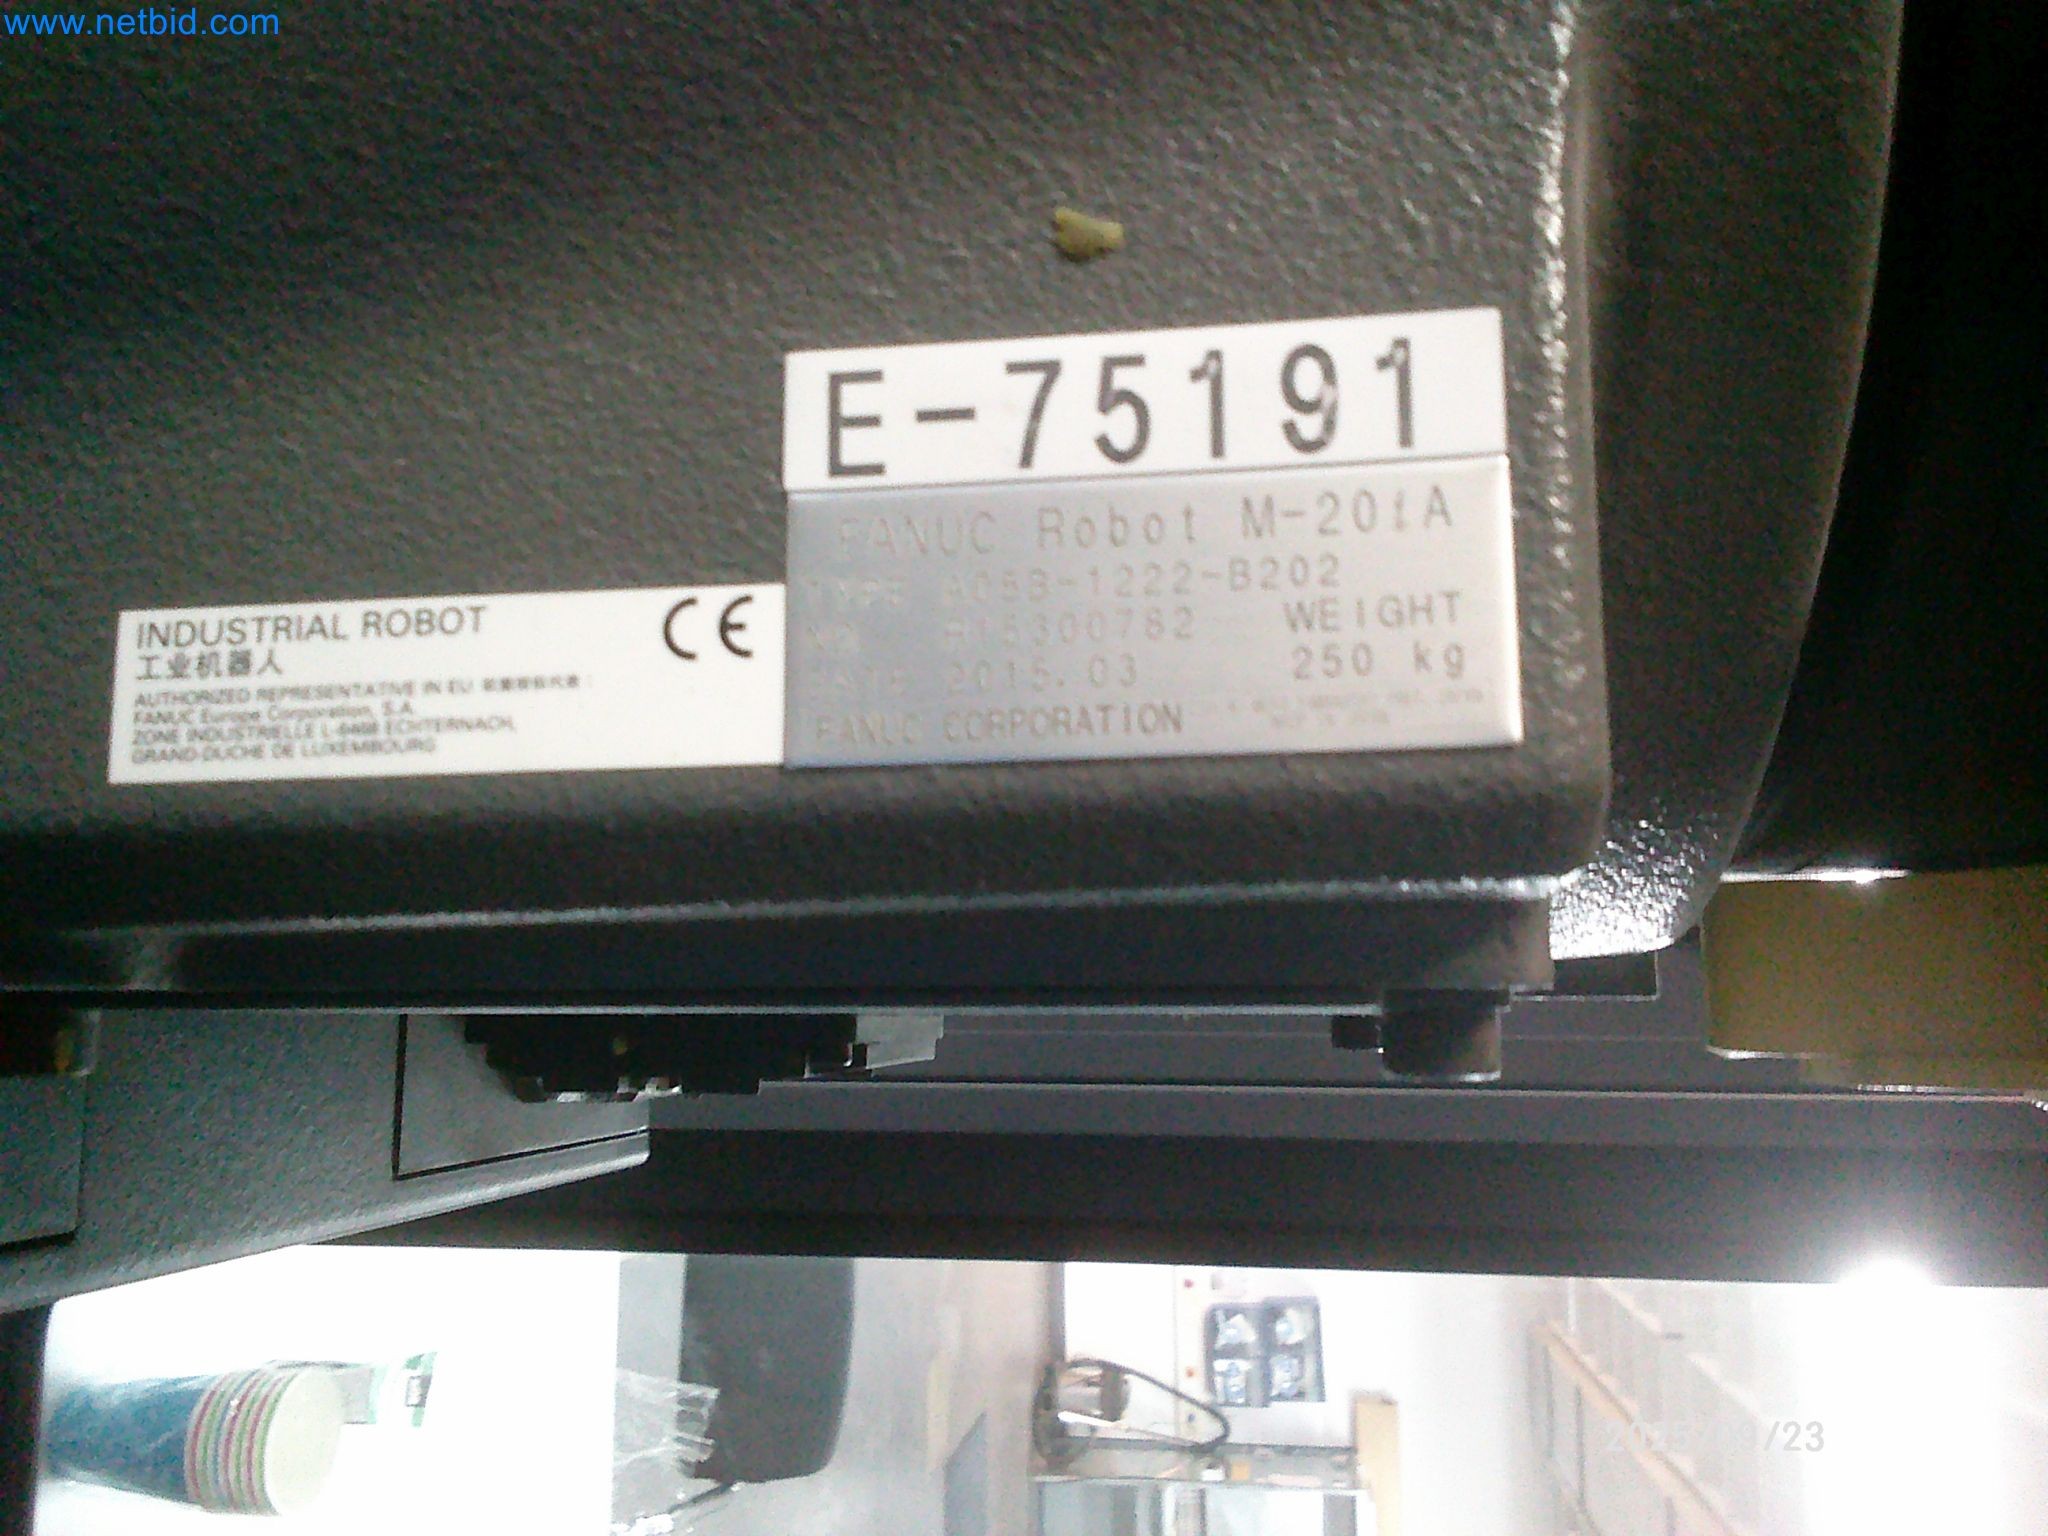 www.netbid.com
E-75191
FANUC Robot M-20iA
TYPE A05B-1222-B202
NO. R15300782 WEIGHT
DATE 2015.03 250 kg
FANUC CORPORATION
INDUSTRIAL ROBOT CE
工业机器人
AUTHORIZED REPRESENTATIVE IN EU
FANUC Europe Corporation, S.A.
ZONE INDUSTRIELLE L-6468 ECHTERNACH,
GRAND-DUCHE DE LUXEMBOURG